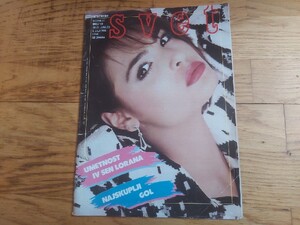 svet
UMETNOST
IV SEN LORANA
NAJSKUPLJI
GOL